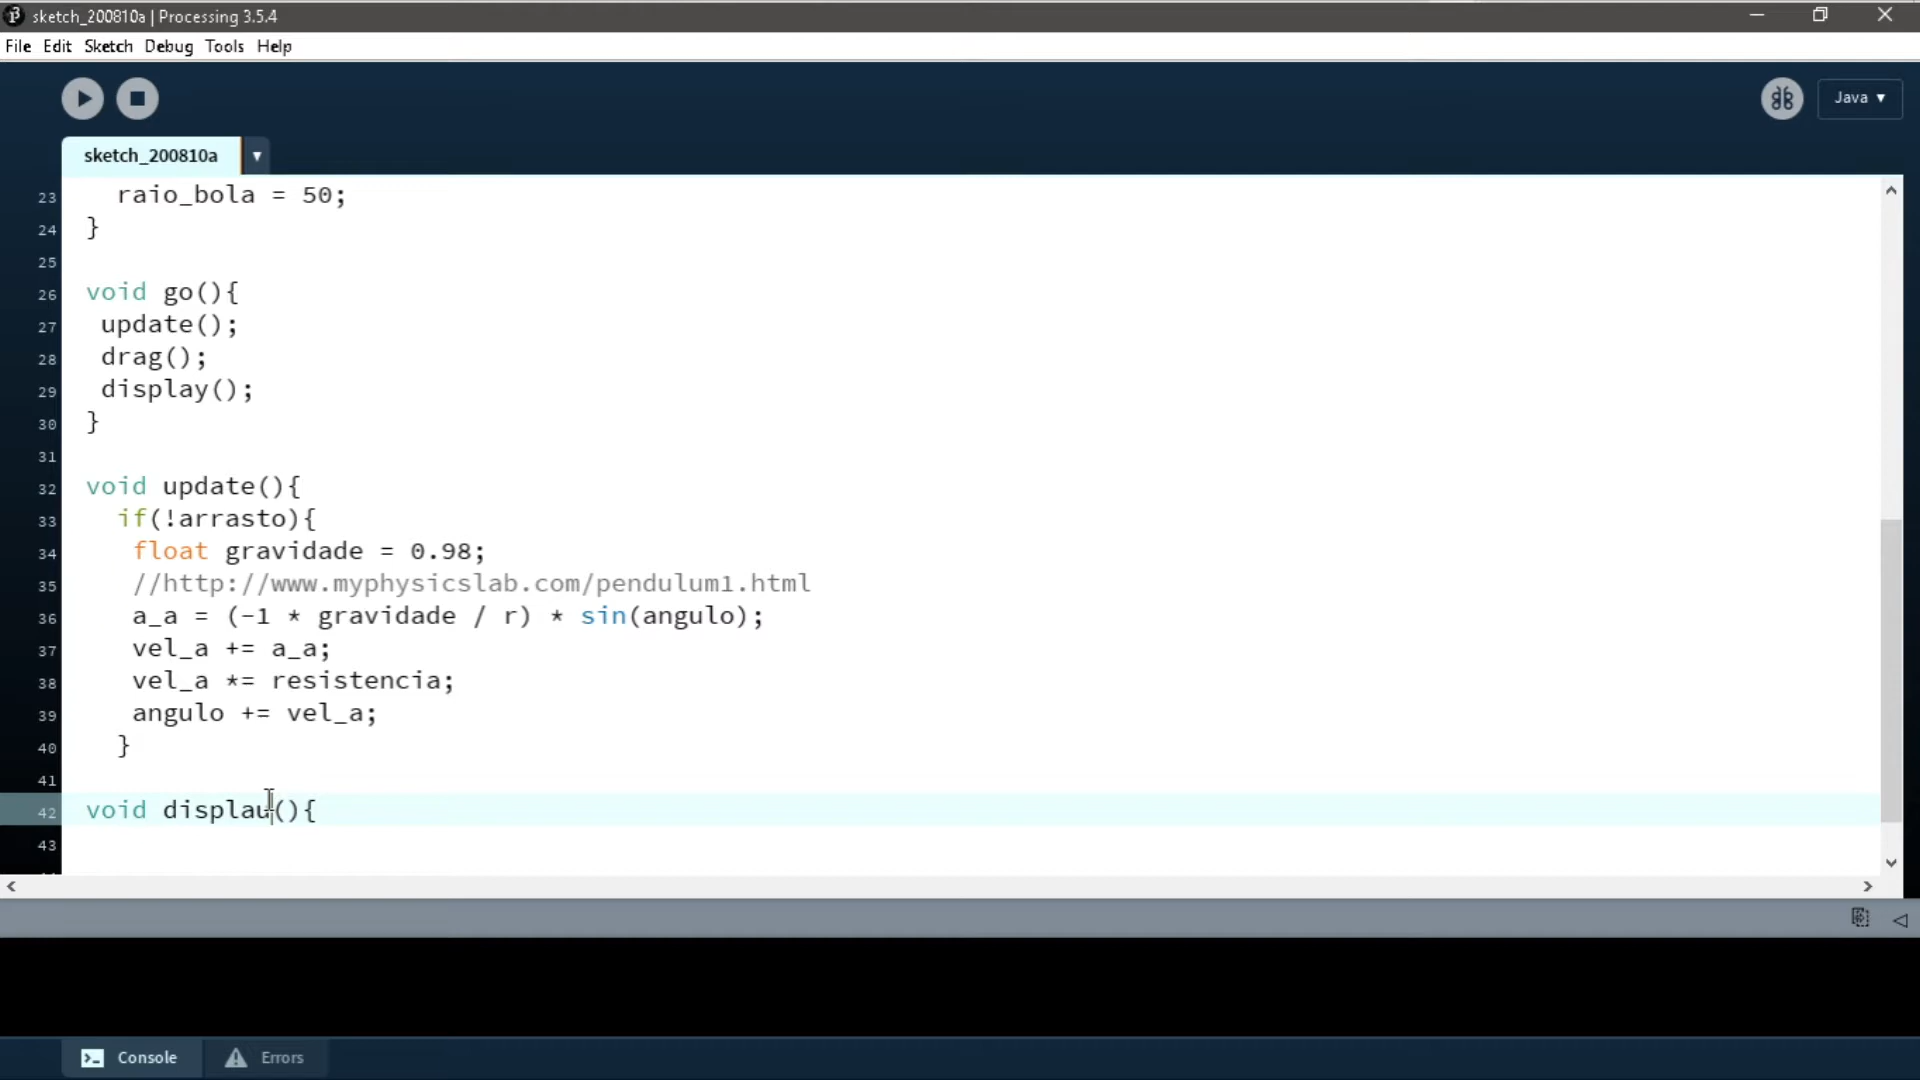 sketch_200810a | Processing 3.5.4
File Edit Sketch Debug Tools Help
Java ▾
sketch_200810a ▾
23 raio_bola = 50;
24 }
25
26 void go(){
27 update();
28 drag();
29 display();
30 }
31
32 void update(){
33 if(!arrasto){
34 float gravidade = 0.98;
35 //http://www.myphysicslab.com/pendulum1.html
36 a_a = (-1 * gravidade / r) * sin(angulo);
37 vel_a += a_a;
38 vel_a *= resistencia;
39 angulo += vel_a;
40 }
41
42 void displau(){
43
Console Errors